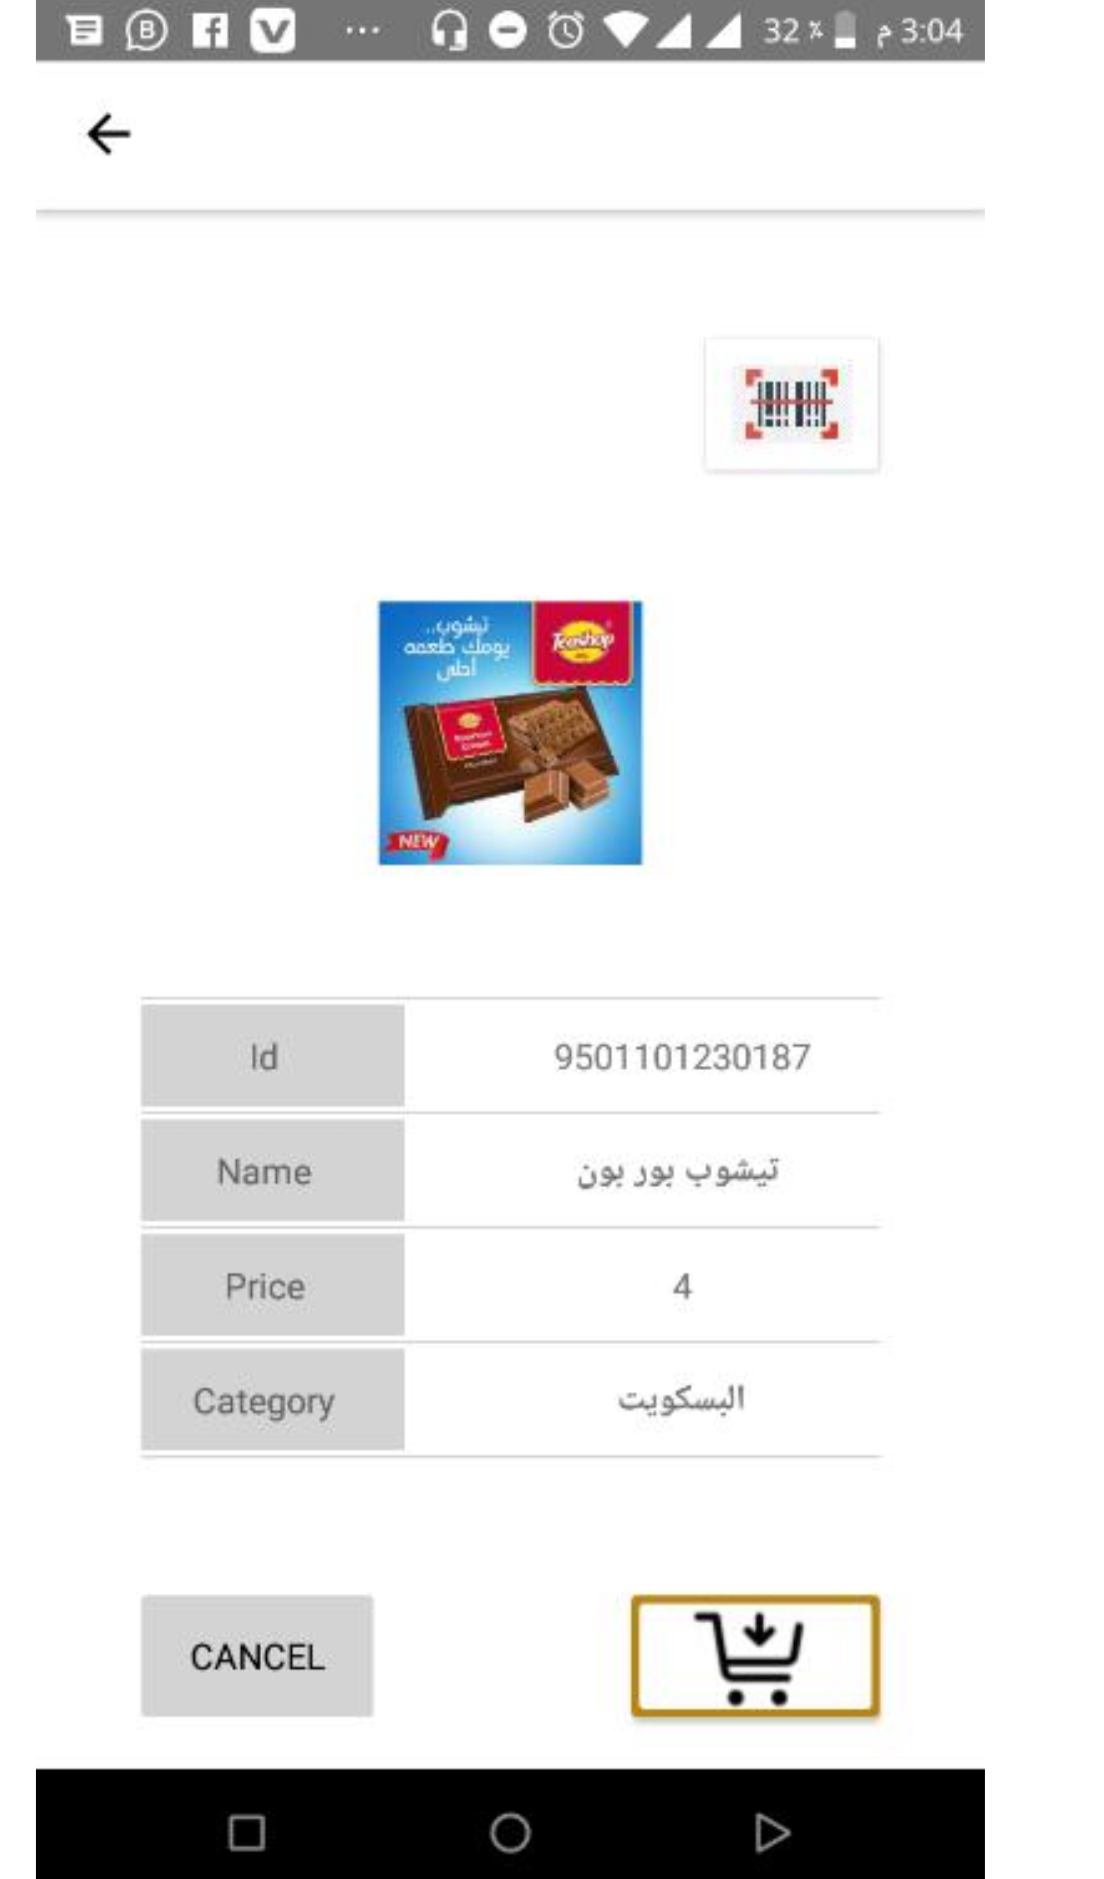 32 % 3:04 م
تيشوب..
يومك طعمه
أحلى
Teashop
NEW
Id 9501101230187
Name تيشوب بور بون
Price 4
Category البسكويت
CANCEL